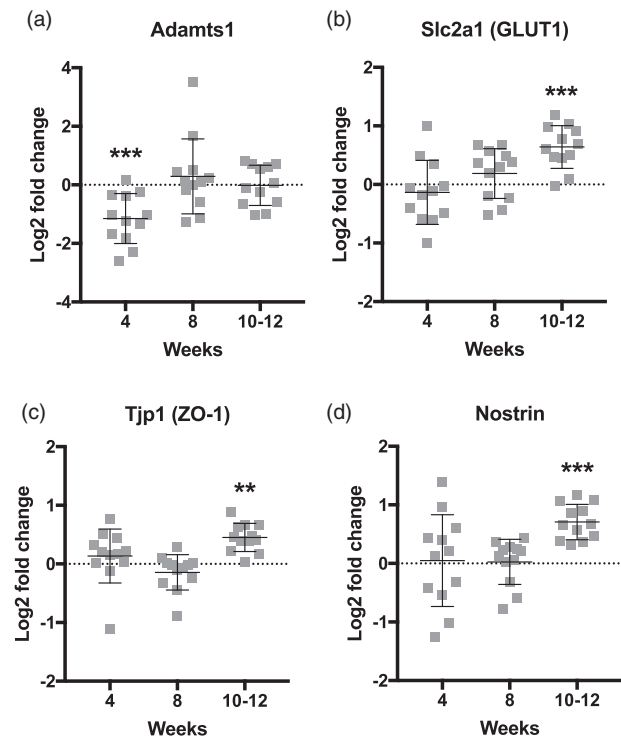 (a)
Adamts1
Log2 fold change
4
2
0
-2
-4
***
4
8
10-12
Weeks
(b)
Slc2a1 (GLUT1)
Log2 fold change
2
1
0
-1
-2
***
4
8
10-12
Weeks
(c)
Tjp1 (ZO-1)
Log2 fold change
2
1
0
-1
-2
**
4
8
10-12
Weeks
(d)
Nostrin
Log2 fold change
2
1
0
-1
-2
***
4
8
10-12
Weeks